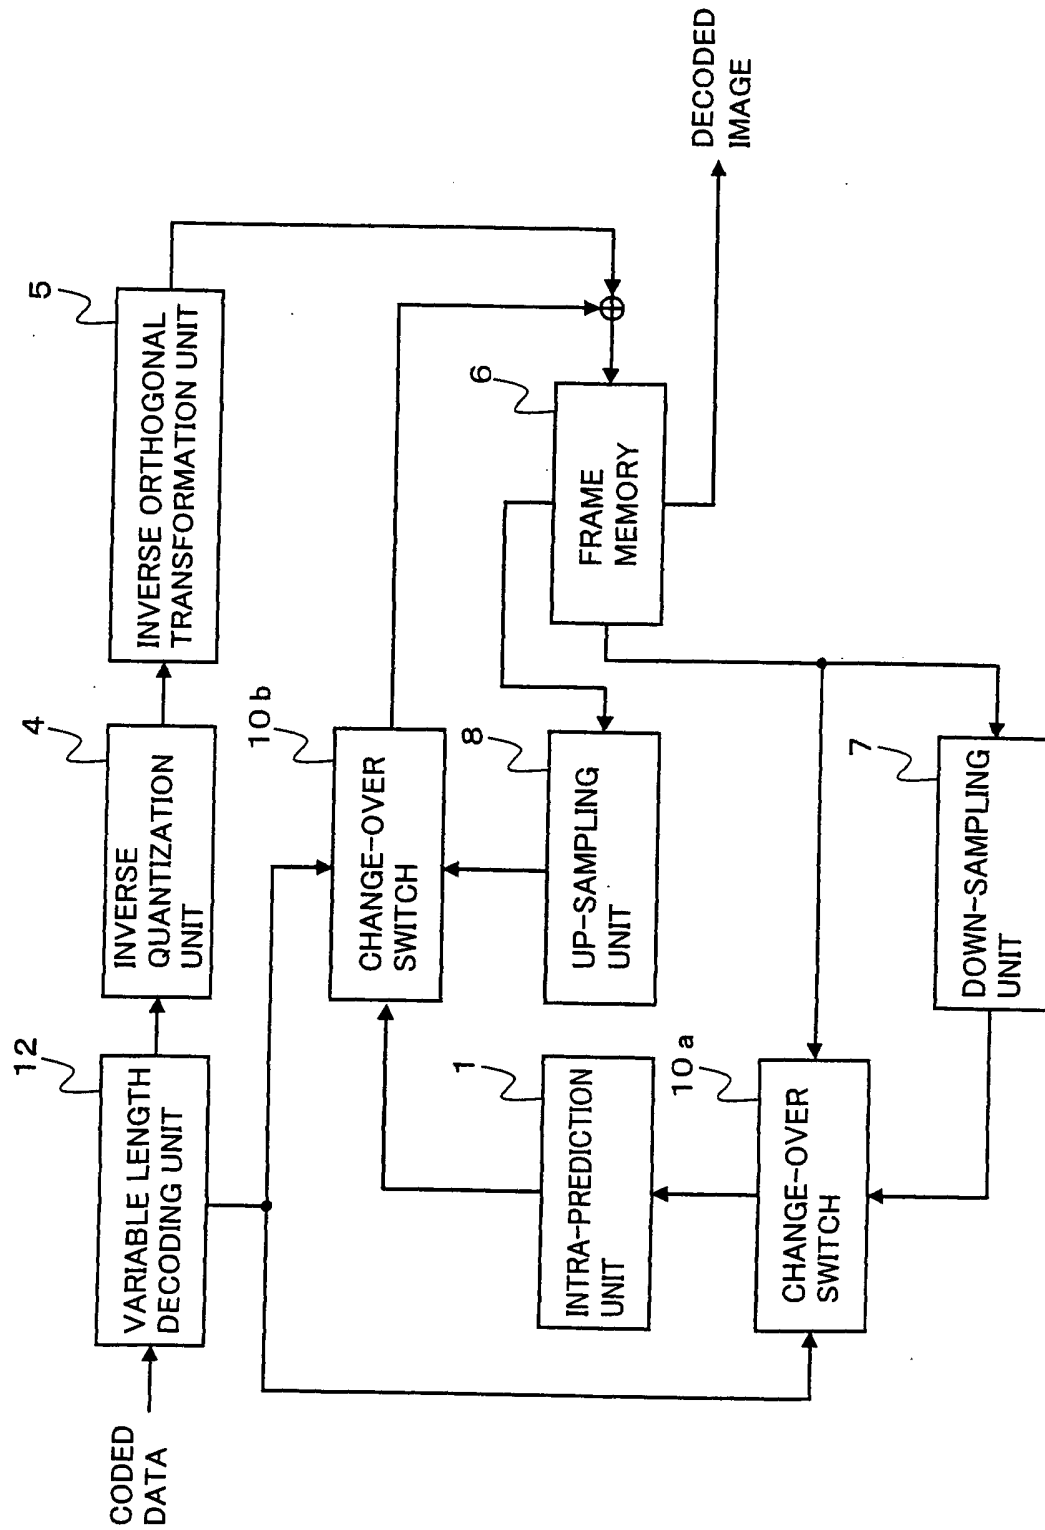 CODED
DATA
12
VARIABLE LENGTH
DECODING UNIT
4
INVERSE
QUANTIZATION
UNIT
5
INVERSE ORTHOGONAL
TRANSFORMATION UNIT
10b
CHANGE-OVER
SWITCH
1
INTRA-PREDICTION
UNIT
8
UP-SAMPLING
UNIT
6
FRAME
MEMORY
DECODED
IMAGE
10a
CHANGE-OVER
SWITCH
7
DOWN-SAMPLING
UNIT